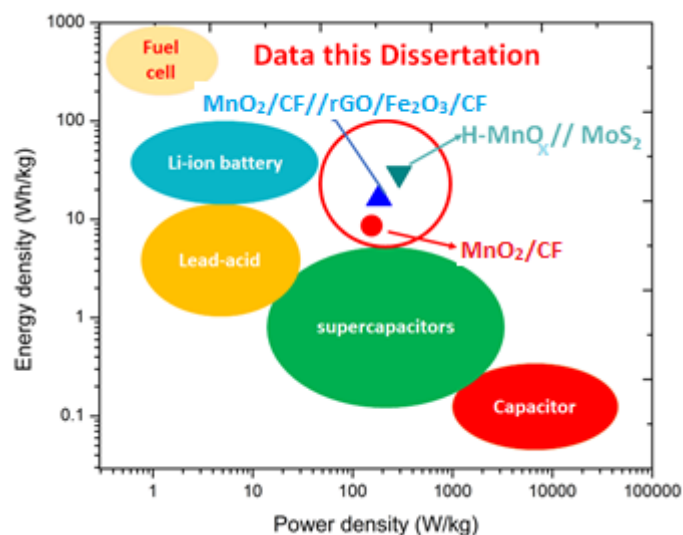 Fuel
cell
Data this Dissertation
MnO₂/CF//rGO/Fe₂O₃/CF
H-MnOₓ// MoS₂
Li-ion battery
MnO₂/CF
Lead-acid
supercapacitors
Capacitor
Energy density (Wh/kg)
1000
100
10
1
0.1
1 10 100 1000 10000 100000
Power density (W/kg)